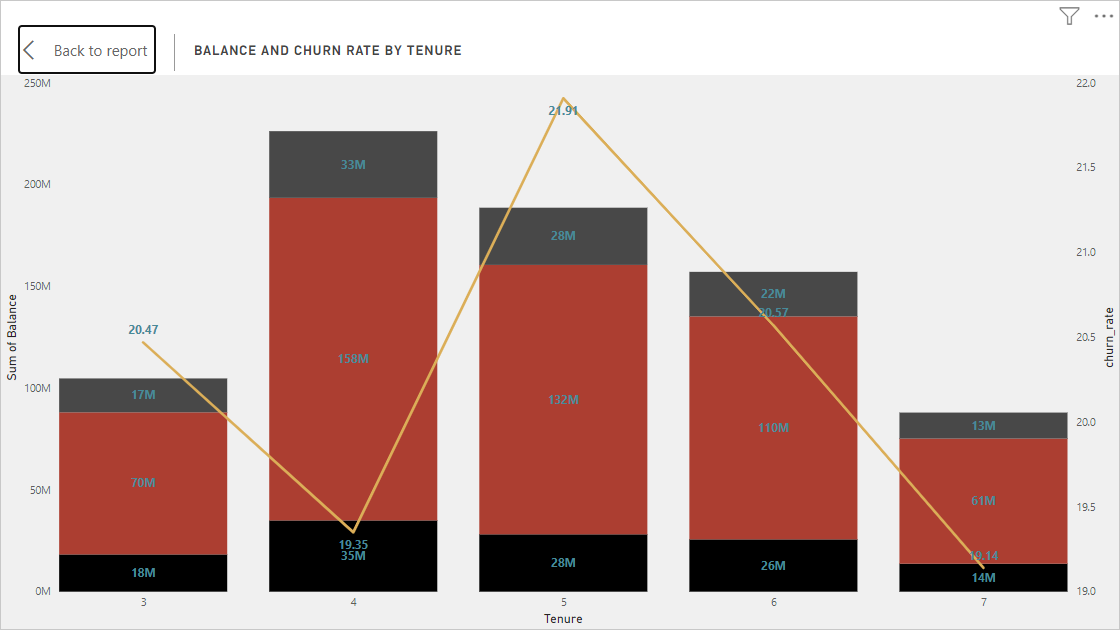 Back to report
BALANCE AND CHURN RATE BY TENURE
250M
200M
150M
100M
50M
0M
Sum of Balance
22.0
21.5
21.0
20.5
20.0
19.5
19.0
churn_rate
20.47
17M
70M
18M
33M
158M
19.35
35M
21.91
28M
132M
28M
22M
20.57
110M
26M
13M
61M
19.14
14M
3 4 5 6 7
Tenure